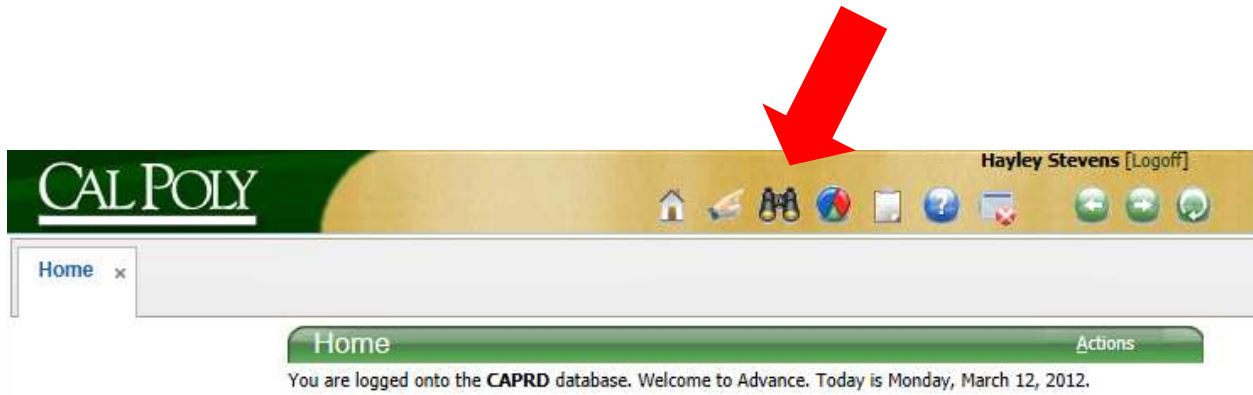 CAL POLY
Hayley Stevens [Logoff]
?
Home x
Home
Actions
You are logged onto the CAPRD database. Welcome to Advance. Today is Monday, March 12, 2012.